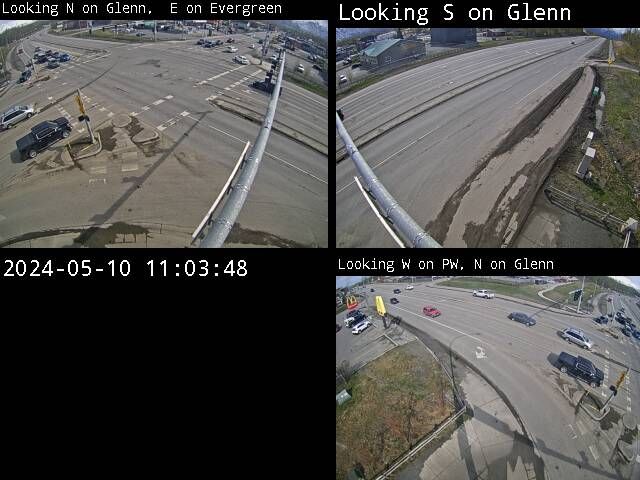 Looking N on Glenn,  E on Evergreen
Looking S on Glenn
2024-05-10 11:03:48
Looking W on PW, N on Glenn